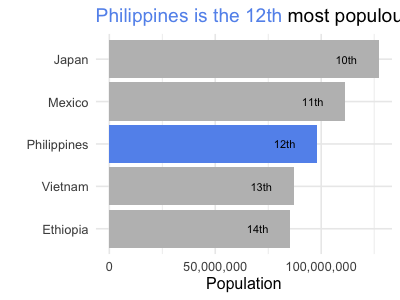 Philippines is the 12th most populou
Japan 10th
Mexico 11th
Philippines 12th
Vietnam 13th
Ethiopia 14th
0 50,000,000 100,000,000
Population